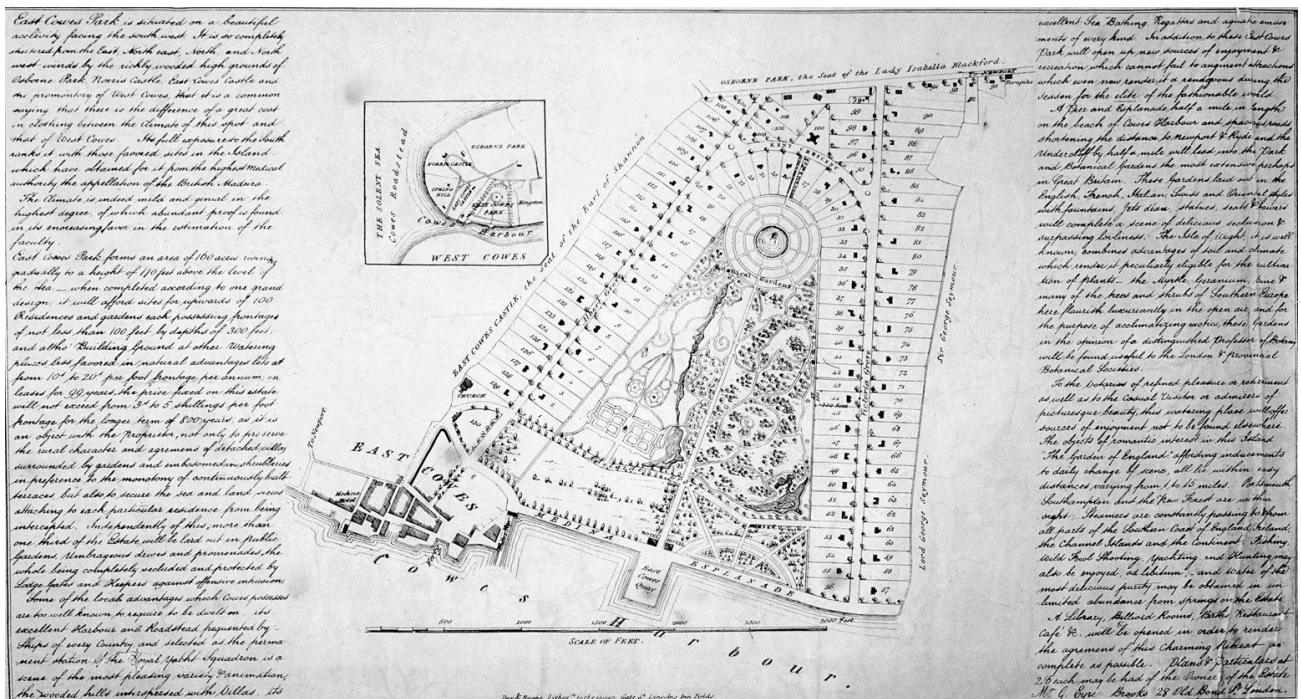 East Cowes Park is situated on a beautiful
acclivity facing the south west. It is so completely
sheltered from the East, North east, North, and North
west winds by the richly wooded high grounds of
Osborne Park, Norris Castle, East Cowes Castle and
the promontory of West Cowes, that it is a common
saying that there is the difference of a great coat
in clothing between the Climate of this spot and
that of West Cowes. Its full exposure to the South
ranks it with those favored sites in the Island
which have obtained for it from the highest Medical
authority the appellation of the British Madeira
The Climate is indeed mild and genial in the
highest degree, of which abundant proof is found
in its encreasing favor in the estimation of the
faculty.
East Cowes Park forms an area of 160 acres rising
gradually to a height of 170 feet above the level of
the Sea — when completed according to one grand
design, it will afford sites for upwards of 100
Residences and gardens each possessing frontages
of not less than 100 feet by depths of 300 feet.
and altho' Building Ground at other Watering
places less favored in natural advantages lets at
from 10/ to 20/ per foot frontage per annum, on
leases for 99 years, the price fixed on this estate
will not exceed from 3/ to 5 shillings per foot
frontage for the longer term of 800 years, as it is
an object with the Proprietor, not only to preserve
the rural character and agremens of detached villas
surrounded by gardens and embosomed in shrubberies
in preference to the monotony of continuously built
terraces, but also to secure the sea and land views
attaching to each particular residence from being
intercepted. Independently of this, more than
one third of the Estate will be laid out in public
Gardens, Umbrageous drives and promenades, the
whole being completely secluded and protected by
Lodge Gates and Keepers against offensive intrusion.
Some of the local advantages which Cowes possesses
are too well known to require to be dwelt on. its
excellent Harbour and Roadstead frequented by
Ships of every Country and selected as the perma
nent station of The Royal Yacht Squadron is a
scene of the most pleasing variety & animation,
the wooded hills interspersed with Villas, its
excellent Sea Bathing Regattas and aquatic amuse
ments of every kind. In addition to these East Cowes
Park will open up new sources of enjoyment &
recreation, which cannot fail to augment attractions
which even now render it a rendezvous during the
season for the elite of the fashionable world.
A Pier and Esplanade half a mile in length
on the beach of Cowes Harbour and spacious roads
shortening the distance to Newport & Ryde and the
Undercliff by half a mile will lead into the Park
and Botanical Gardens the most extensive perhaps
in Great Britain. These Gardens laid out in the
English, French, Italian, Swiss and Oriental styles
with fountains, Jets d'eau, statues, seats & bowers
will complete a scene of delicious seclusion &
surpassing loveliness. The Isle of Wight, it is well
known, combines advantages of soil and climate
which render it peculiarly eligible for the cultiva
tion of plants — the Myrtle, Geranium, Vine &
many of the trees and shrubs of Southern Europe
here flourish luxuriantly in the open air and for
the purpose of acclimatizing exotics, these Gardens
in the opinion of a distinguished Professor of Botany
will be found useful to the London & provincial
Botanical Societies.
To the Votaries of refined pleasure or retirement
as well as to the Casual Visitor or admirers of
picturesque beauty, this watering place will offer
sources of enjoyment not to be found elsewhere
The objects of romantic interest in this Island
"The Garden of England" affording inducements
to daily change of scene, all lie within easy
distances, varying from 1, to 15 miles. Portsmouth
Southampton and the New Forest are within
sight. Steamers are constantly passing to & from
all parts of the Southern Coast of England, Ireland,
the Channel Islands and the Continent. Fishing
Wild Fowl Shooting, Yachting and Hunting may
also be enjoyed, ad libitum, and Water of the
most delicious purity may be obtained in un
limited abundance from springs on the Estate.
A Library, Billiard Rooms, Baths, Restaurant
Café &c. will be opened in order to render
the agremens of this Charming Retreat as
complete as possible. Plans & Particulars at
2/6 each may be had of the Owner of the Estate
Mr G. Eyre Brooks 28 Old Bond St London.
OSBORNE PARK, the Seat of the Lady Isabella Blackford.
To NEWPORT
Turnpike
THE SOLENT SEA
Cowes Roadstead
NORRIS CASTLE
OSBORNE PARK
SPRING HILL
EAST COWES CASTLE
EAST COWES PARK
Kingston
Cowes Harbour
WEST COWES
EAST COWES CASTLE, the Seat of the Earl of Shannon
Botanical Gardens
Victoria Grove
Lord George Seymour.
Sir George Seymour.
CHURCH
To Newport
EAST COWES
Medina Hotel
MEDINA
ESPLANADE
East Cowes Quay
Cowes Harbour.
500 1000 1500 2000 2500 3000 Feet
SCALE OF FEET.